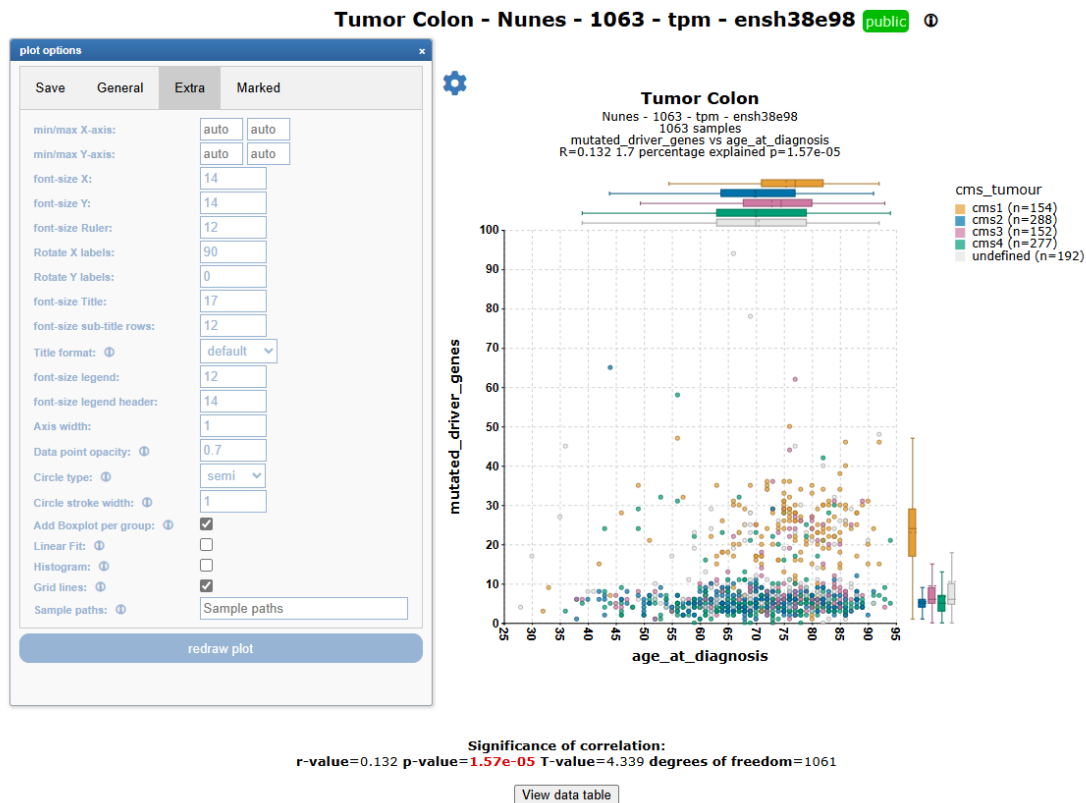 Tumor Colon - Nunes - 1063 - tpm - ensh38e98 public
plot options ×
Save General Extra Marked
min/max X-axis: auto auto
min/max Y-axis: auto auto
font-size X: 14
font-size Y: 14
font-size Ruler: 12
Rotate X labels: 90
Rotate Y labels: 0
font-size Title: 17
font-size sub-title rows: 12
Title format: default
font-size legend: 12
font-size legend header: 14
Axis width: 1
Data point opacity: 0.7
Circle type: semi
Circle stroke width: 1
Add Boxplot per group:
Linear Fit:
Histogram:
Grid lines:
Sample paths: Sample paths
redraw plot
Tumor Colon
Nunes - 1063 - tpm - ensh38e98
1063 samples
mutated_driver_genes vs age_at_diagnosis
R=0.132 1.7 percentage explained p=1.57e-05
cms_tumour
cms1 (n=154)
cms2 (n=288)
cms3 (n=152)
cms4 (n=277)
undefined (n=192)
mutated_driver_genes
100
90
80
70
60
50
40
30
20
10
0
25 30 35 40 45 50 55 60 65 70 75 80 85 90 95
age_at_diagnosis
Significance of correlation:
r-value=0.132 p-value=1.57e-05 T-value=4.339 degrees of freedom=1061
View data table